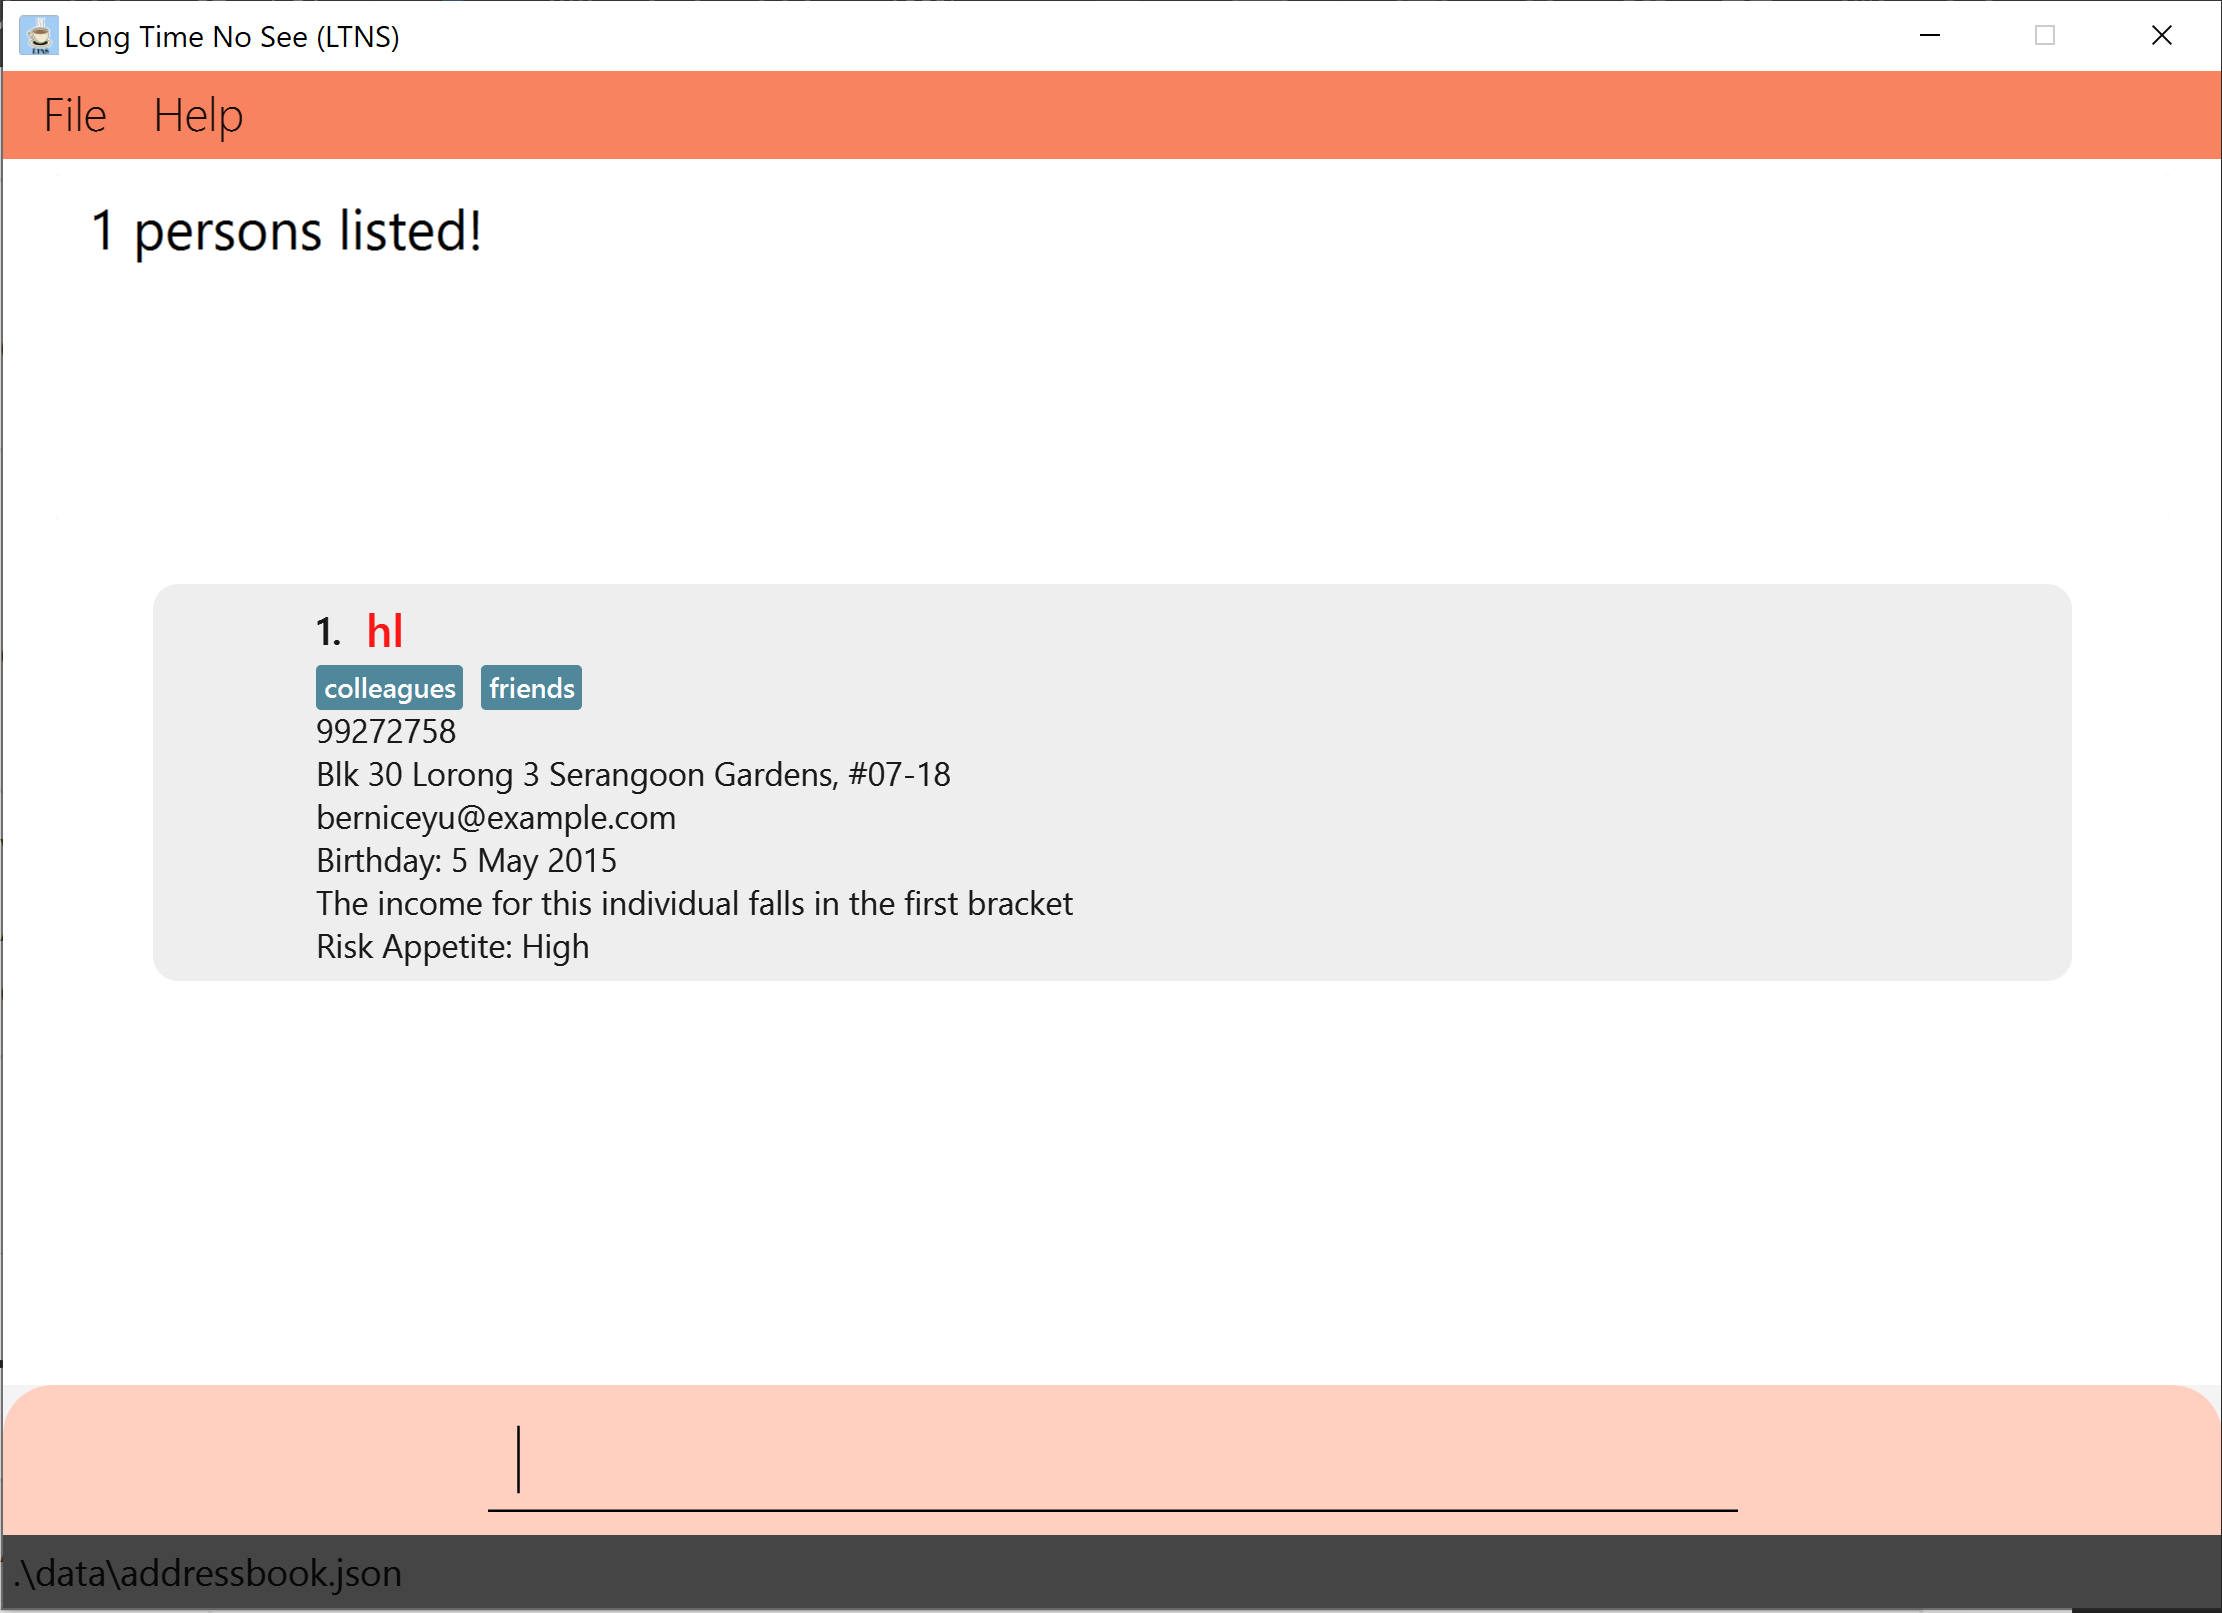 Long Time No See (LTNS)
File Help
1 persons listed!
1. hl
colleagues friends
99272758
Blk 30 Lorong 3 Serangoon Gardens, #07-18
berniceyu@example.com
Birthday: 5 May 2015
The income for this individual falls in the first bracket
Risk Appetite: High
.\data\addressbook.json